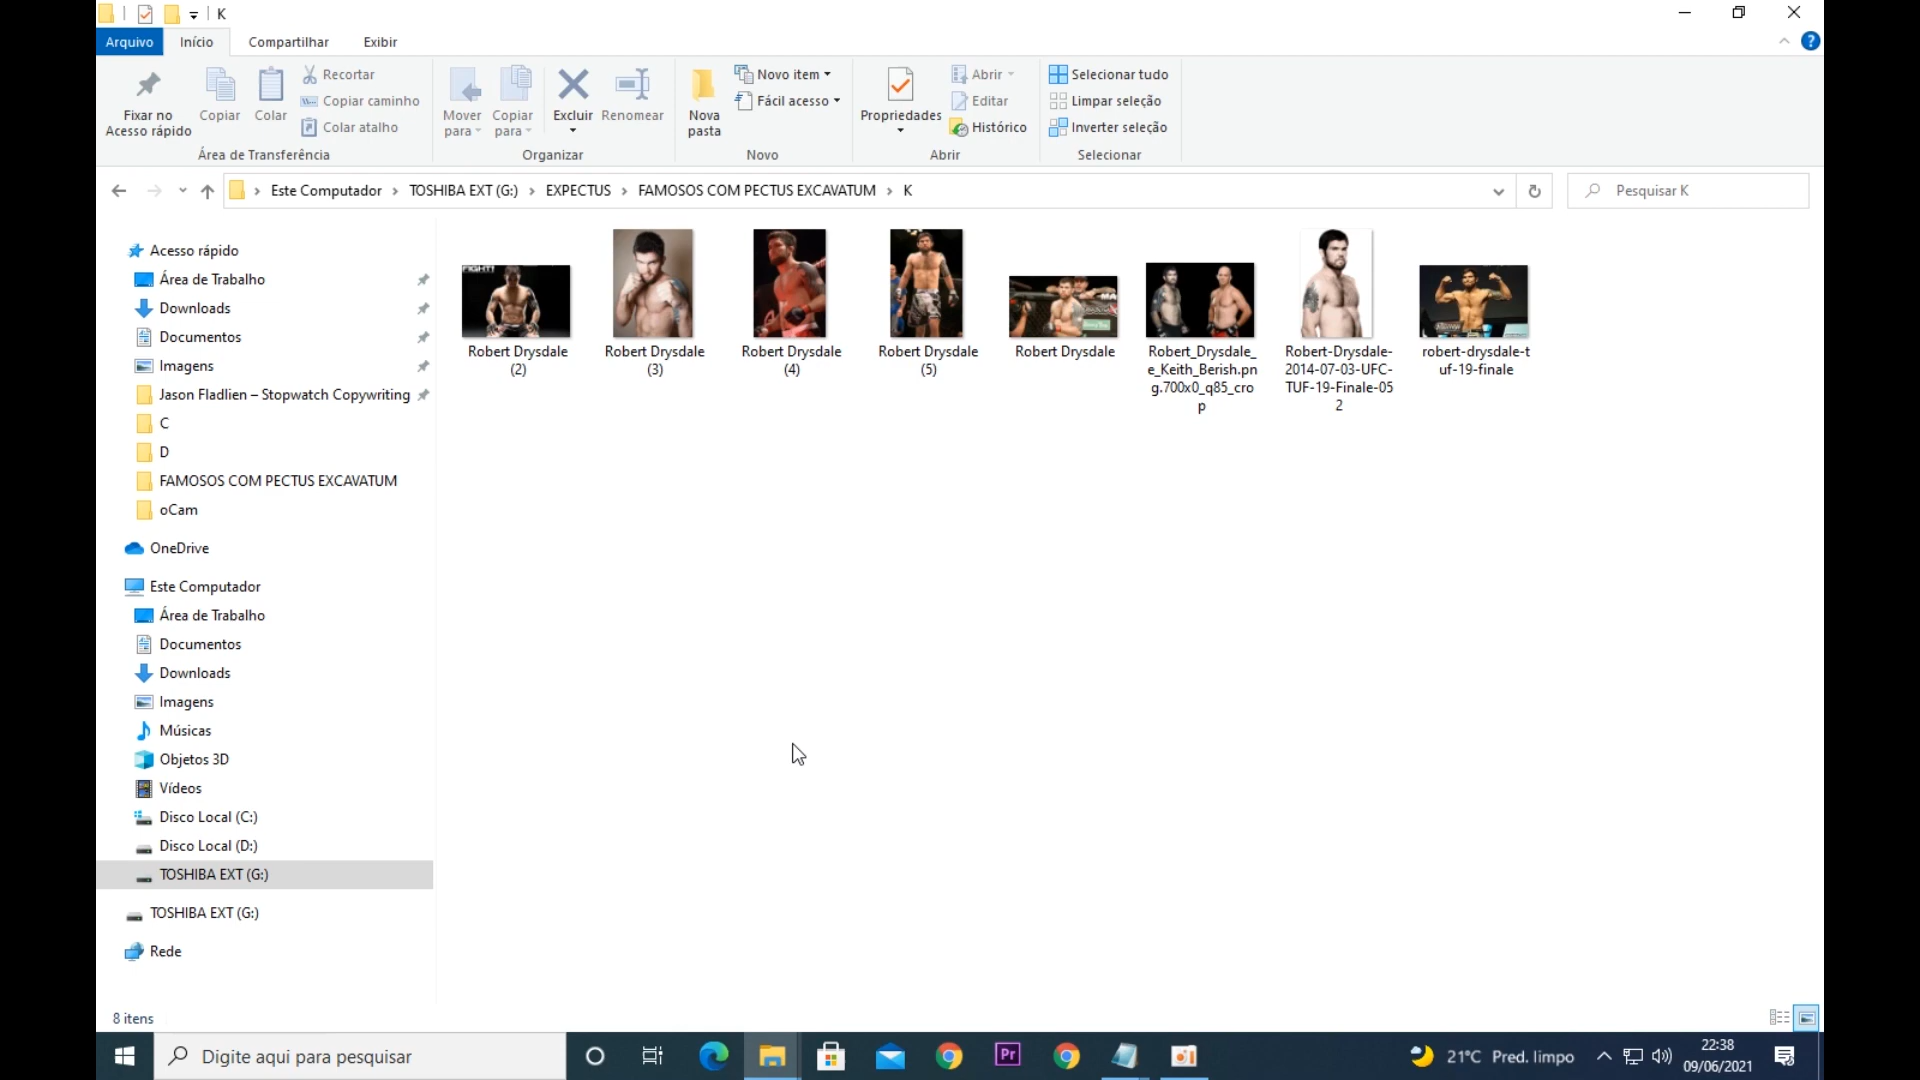 K
Arquivo Início Compartilhar Exibir
Fixar no
Acesso rápido
Copiar
Colar
Recortar
Copiar caminho
Colar atalho
Área de Transferência
Mover
para
Copiar
para
Excluir
Renomear
Organizar
Nova
pasta
Novo item
Fácil acesso
Novo
Propriedades
Abrir
Editar
Histórico
Abrir
Selecionar tudo
Limpar seleção
Inverter seleção
Selecionar
Este Computador > TOSHIBA EXT (G:) > EXPECTUS > FAMOSOS COM PECTUS EXCAVATUM > K
Pesquisar K
Acesso rápido
Área de Trabalho
Downloads
Documentos
Imagens
Jason Fladlien – Stopwatch Copywriting
C
D
FAMOSOS COM PECTUS EXCAVATUM
oCam
OneDrive
Este Computador
Área de Trabalho
Documentos
Downloads
Imagens
Músicas
Objetos 3D
Vídeos
Disco Local (C:)
Disco Local (D:)
TOSHIBA EXT (G:)
TOSHIBA EXT (G:)
Rede
FIGHT!
Robert Drysdale
(2)
Robert Drysdale
(3)
Robert Drysdale
(4)
Robert Drysdale
(5)
Robert Drysdale
Robert_Drysdale_
e_Keith_Berish.pn
g.700x0_q85_cro
p
Robert-Drysdale-
2014-07-03-UFC-
TUF-19-Finale-05
2
robert-drysdale-t
uf-19-finale
8 itens
Digite aqui para pesquisar
Pr
21°C Pred. limpo
22:38
09/06/2021